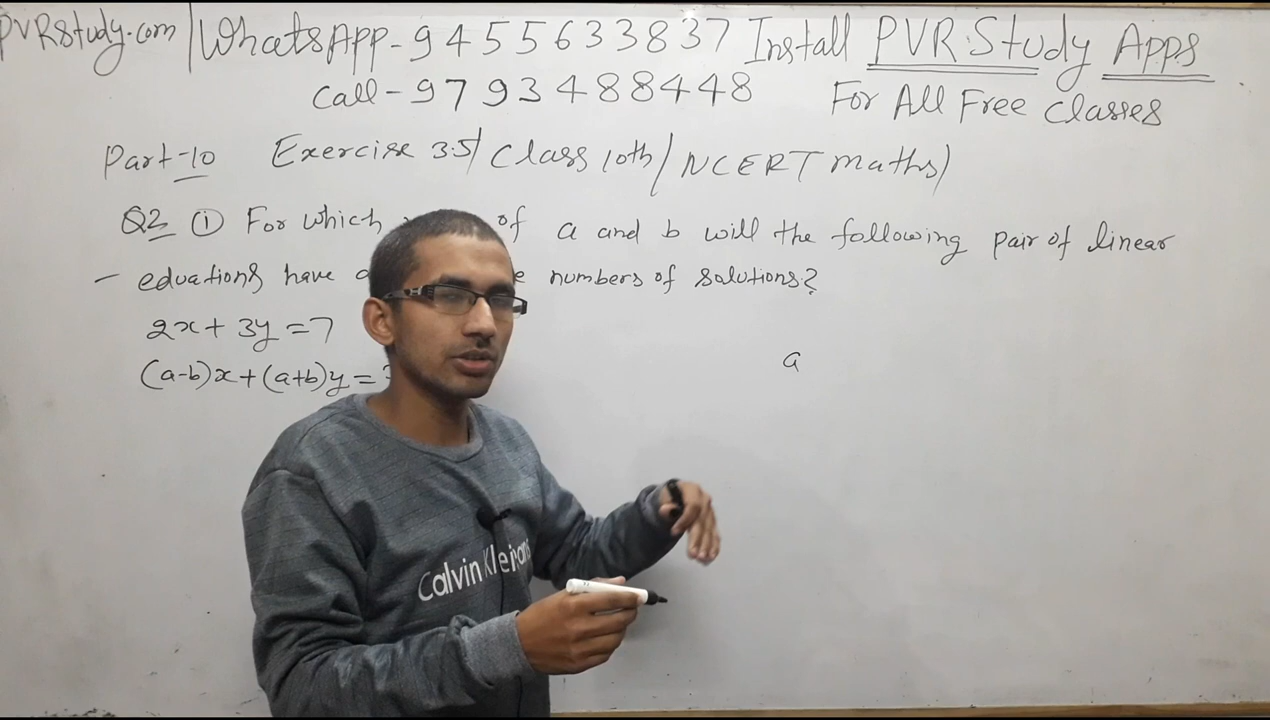 PVRStudy.com | WhatsApp-9455633837 Install PVR Study Apps
Call-9793488448 For All Free Classes
Part-10 Exercise 3.5/ Class 10th/NCERT maths)
Q2 ① For which of a and b will the following pair of linear
- eduations have numbers of solutions?
2x+3y=7
(a-b)x+(a+b)y=
a
Calvin Klein